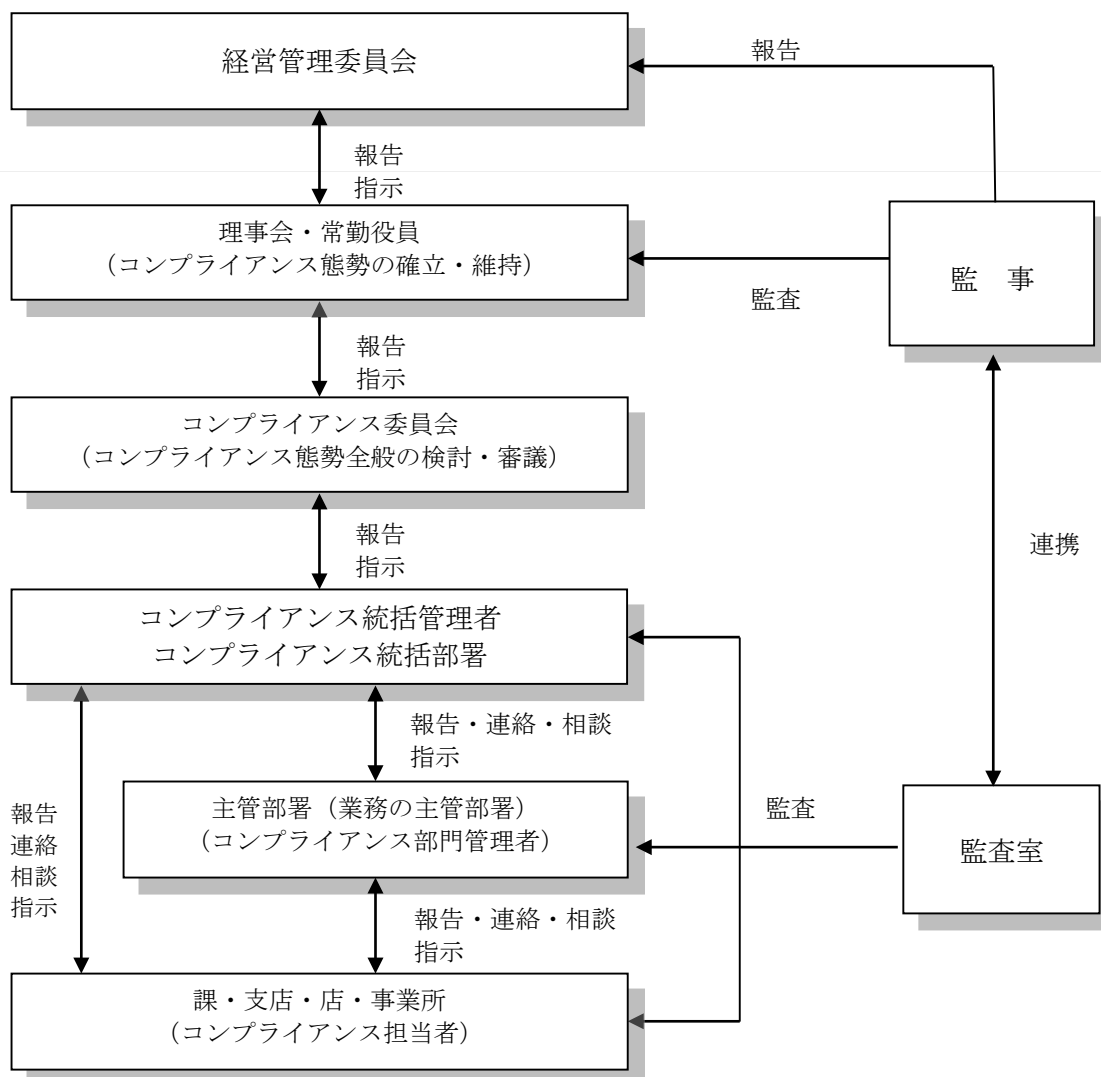 経営管理委員会
報告
報告
指示
理事会・常勤役員
（コンプライアンス態勢の確立・維持）
監査
監　事
報告
指示
コンプライアンス委員会
（コンプライアンス態勢全般の検討・審議）
報告
指示
連携
コンプライアンス統括管理者
コンプライアンス統括部署
報告・連絡・相談
指示
報告
連絡
相談
指示
主管部署（業務の主管部署）
（コンプライアンス部門管理者）
監査
監査室
報告・連絡・相談
指示
課・支店・店・事業所
（コンプライアンス担当者）